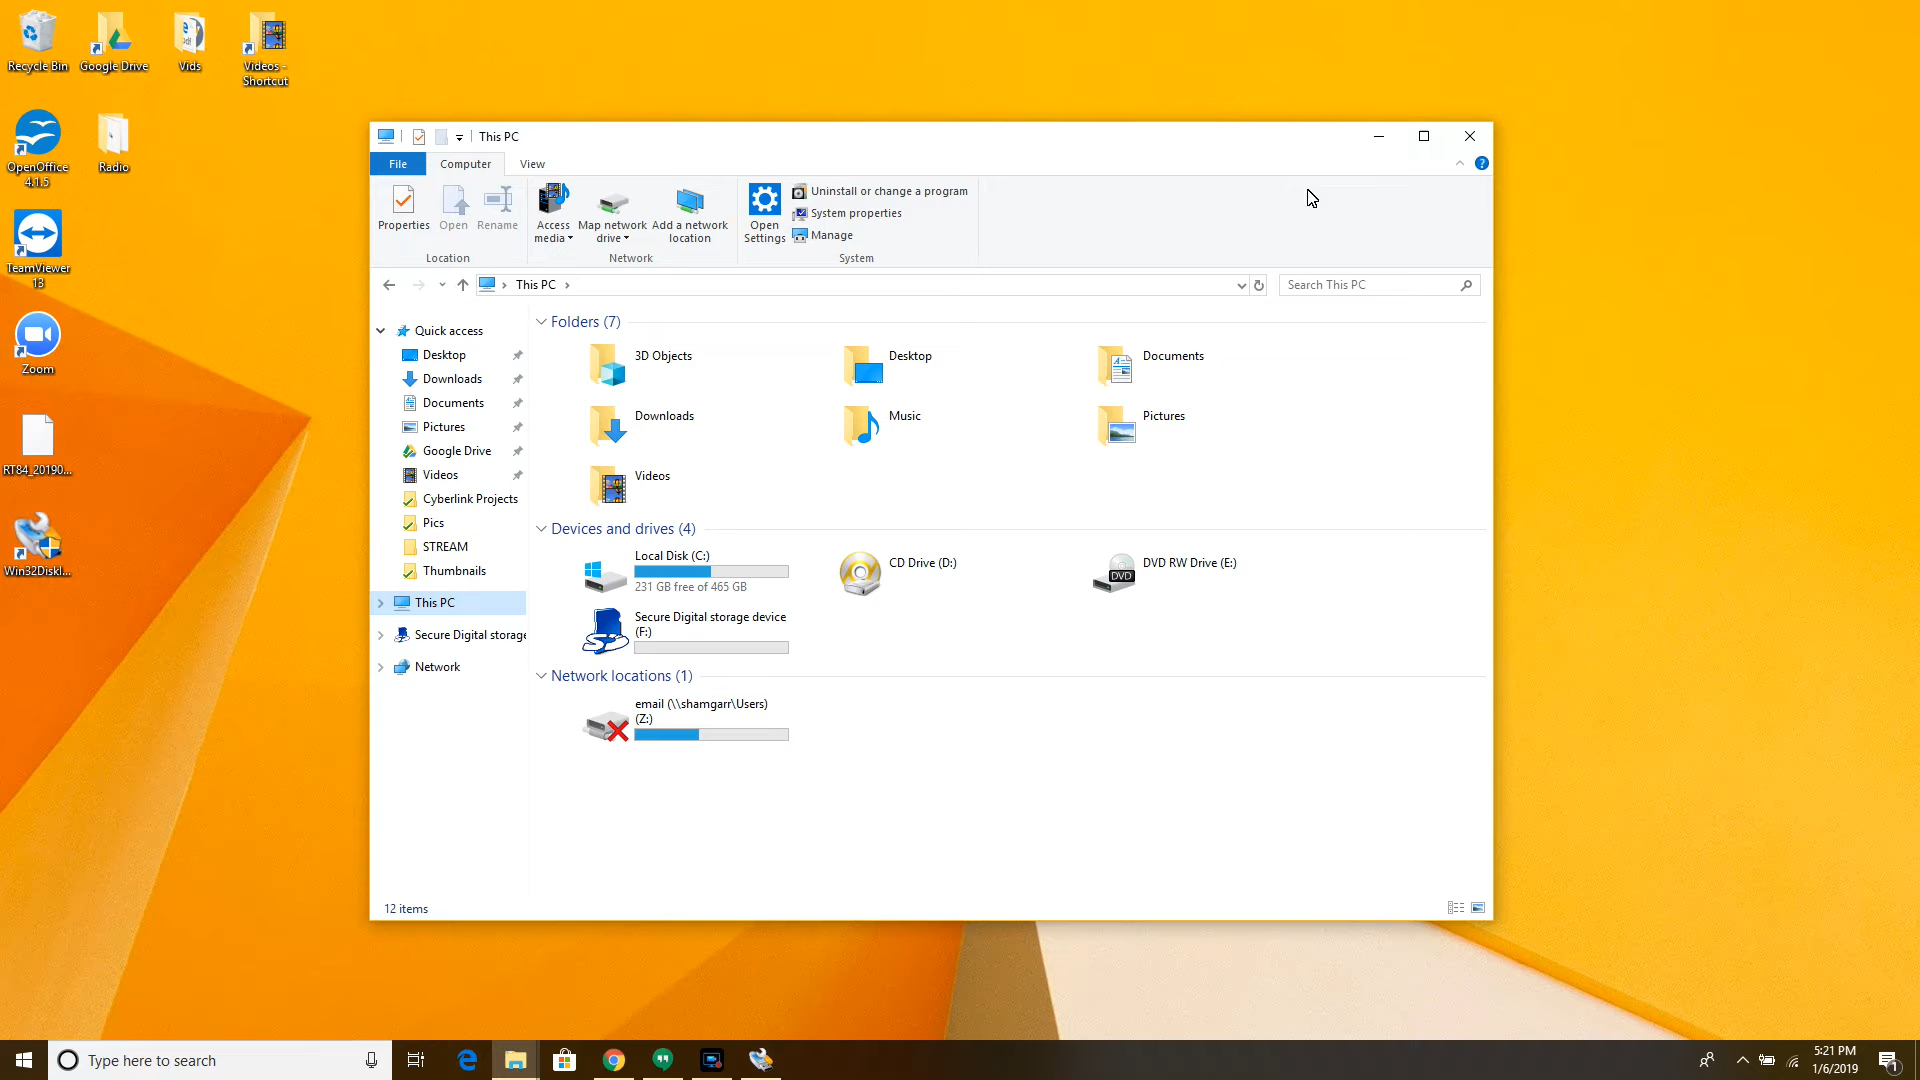 Recycle Bin
Google Drive
Vids
Videos -
Shortcut
OpenOffice
4.1.5
Radio
TeamViewer
13
Zoom
RT84_20190...
Win32DiskI...
This PC
File
Computer
View
Properties
Open
Rename
Access
media
Map network
drive
Add a network
location
Open
Settings
Uninstall or change a program
System properties
Manage
Location
Network
System
This PC
Search This PC
Quick access
Desktop
Downloads
Documents
Pictures
Google Drive
Videos
Cyberlink Projects
Pics
STREAM
Thumbnails
This PC
Secure Digital storage
Network
Folders (7)
3D Objects
Desktop
Documents
Downloads
Music
Pictures
Videos
Devices and drives (4)
Local Disk (C:)
231 GB free of 465 GB
CD Drive (D:)
DVD
DVD RW Drive (E:)
Secure Digital storage device
(F:)
Network locations (1)
email (\\shamgarr\Users)
(Z:)
12 items
Type here to search
5:21 PM
1/6/2019
1